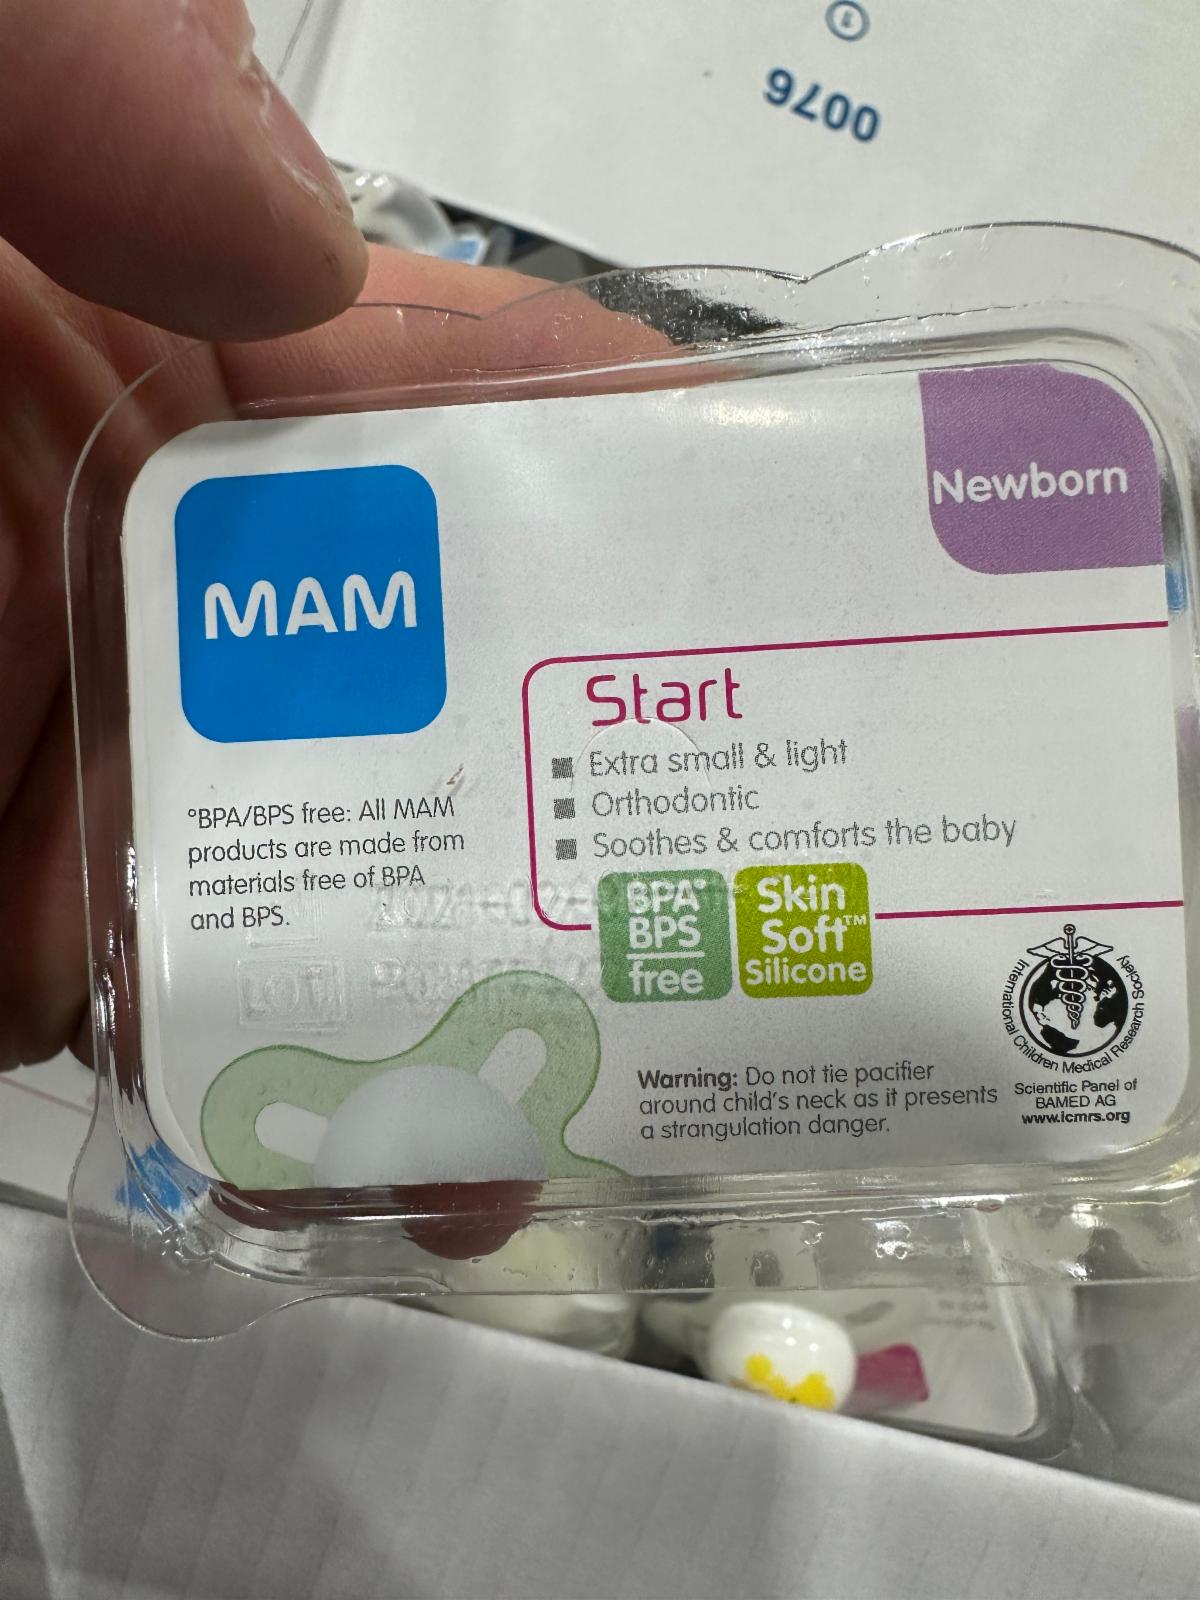 0076
Newborn
MAM
Start
Extra small & light
Orthodontic
Soothes & comforts the baby
°BPA/BPS free: All MAM
products are made from
materials free of BPA
and BPS.
BPA°
BPS
free
Skin
Soft™
Silicone
International Children Medical Research Society
Scientific Panel of
BAMED AG
www.icmrs.org
Warning: Do not tie pacifier
around child's neck as it presents
a strangulation danger.
LOT